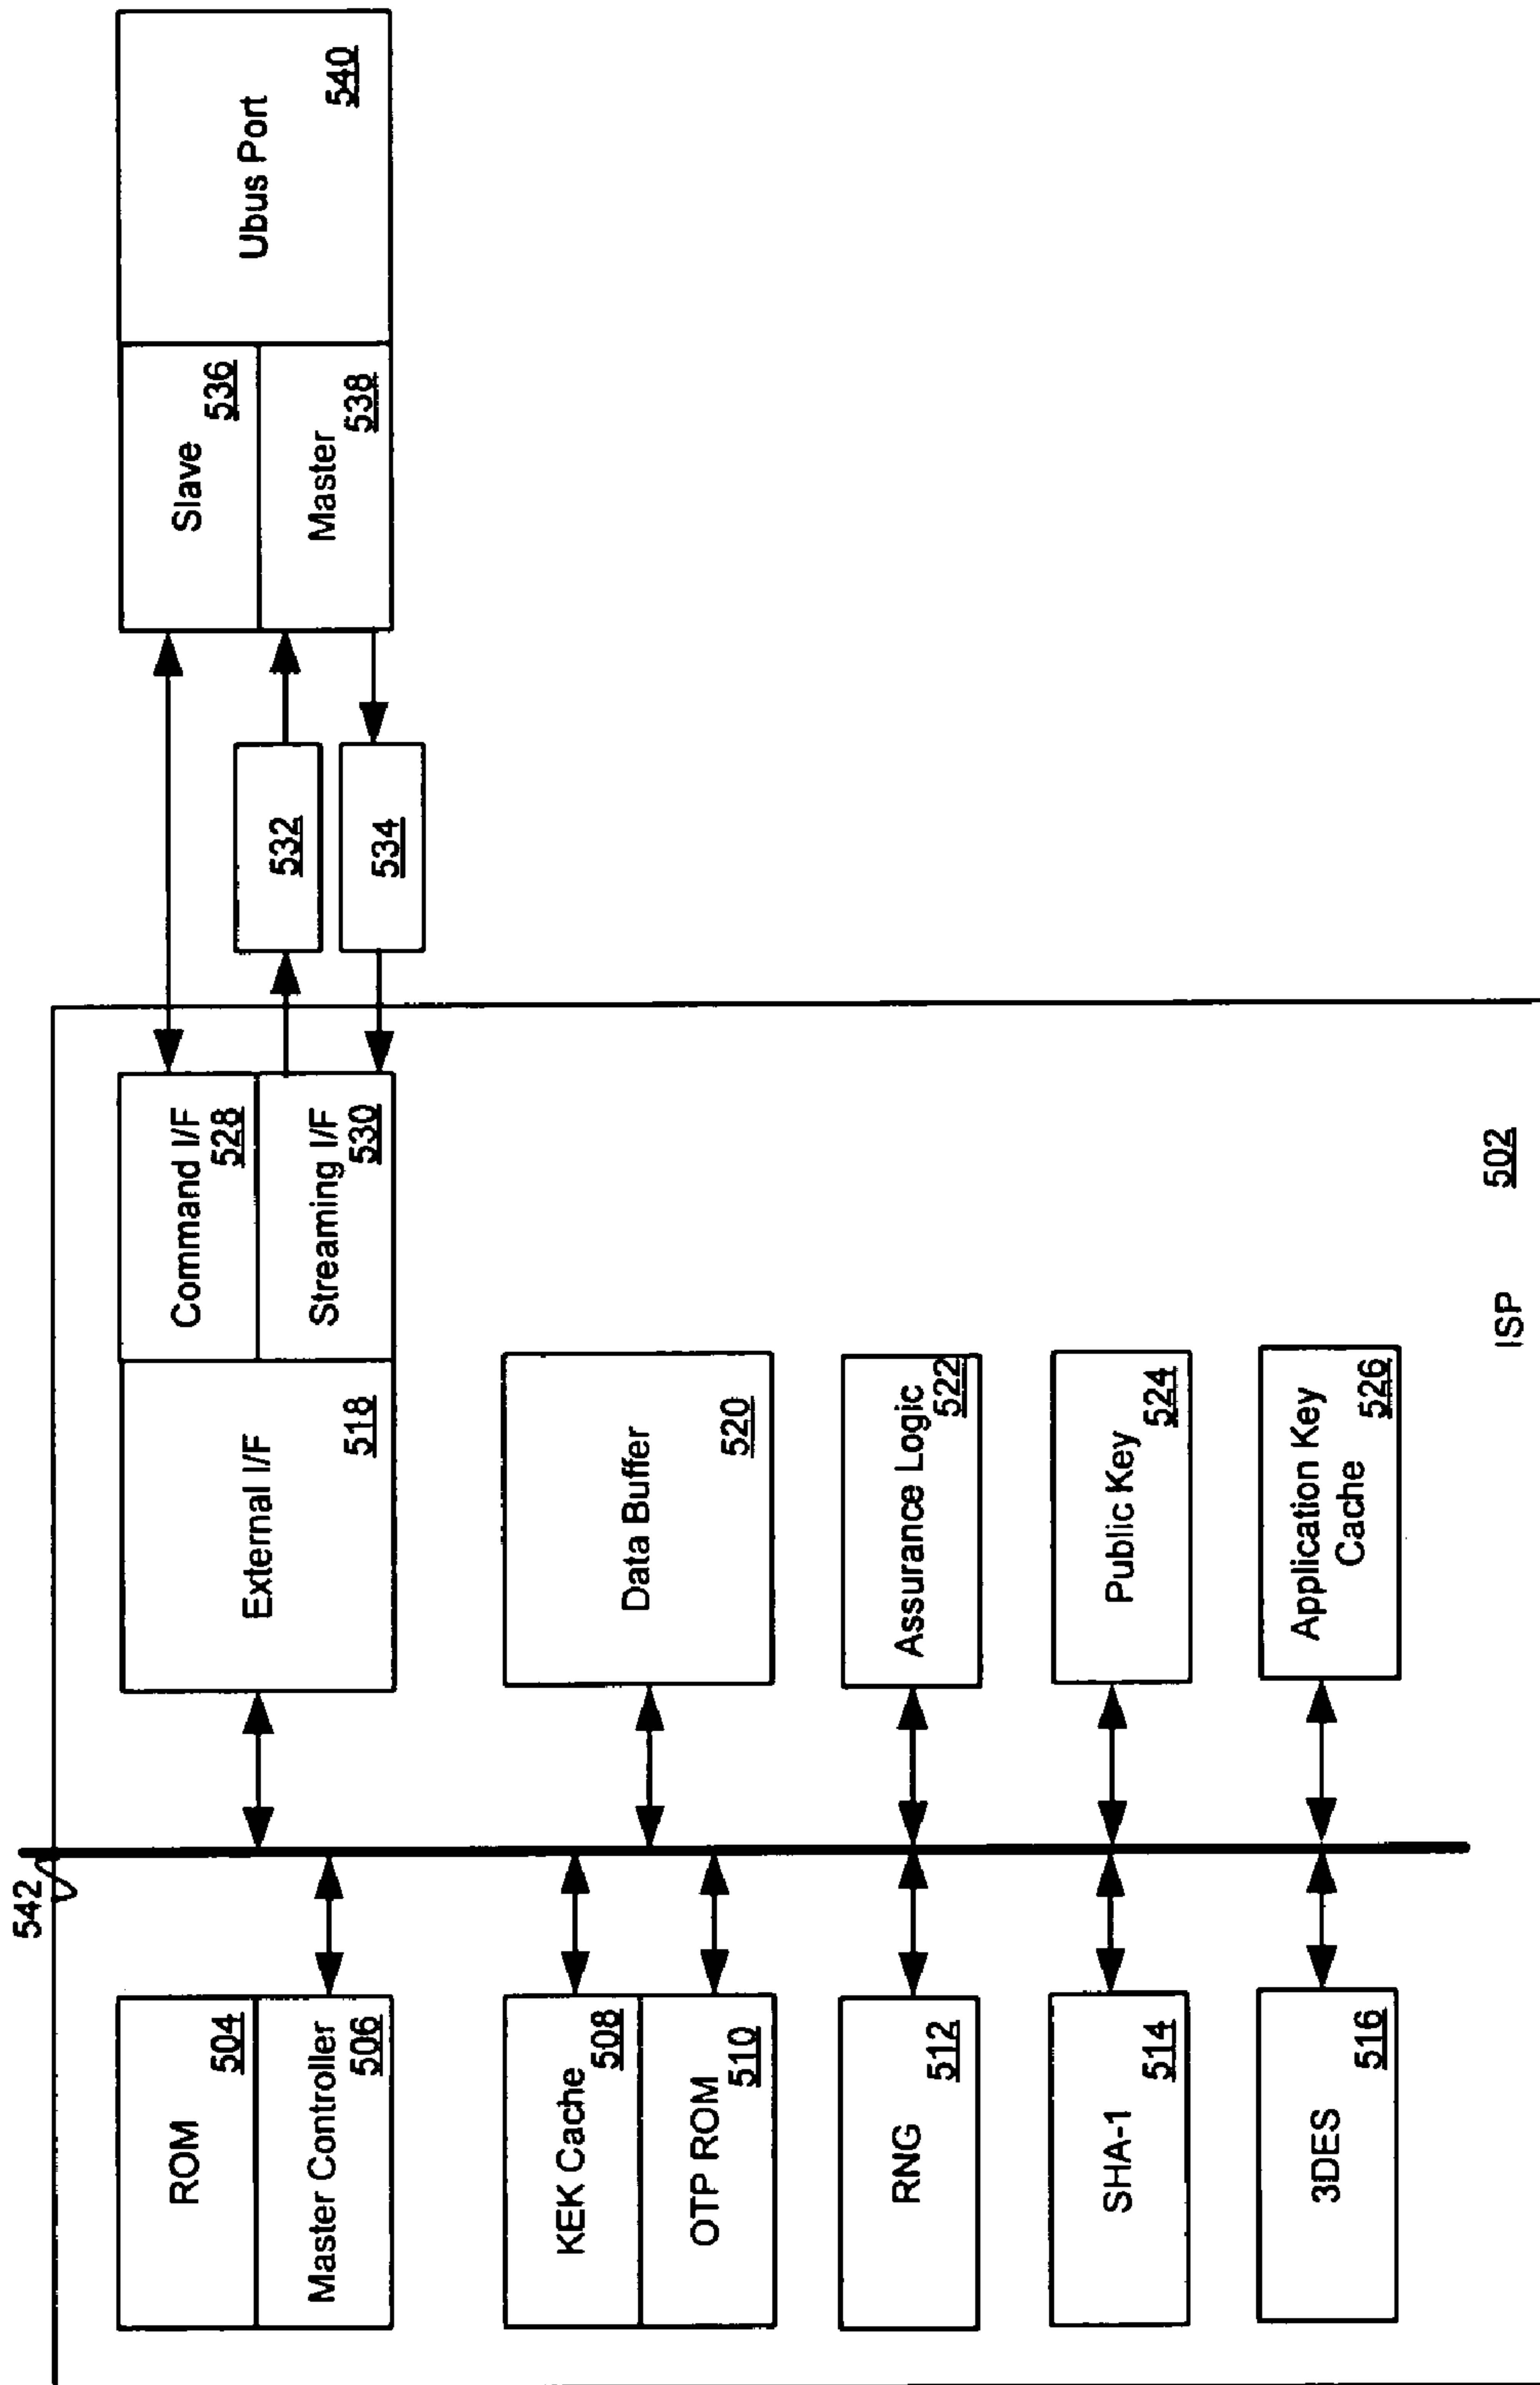 542
ROM
504
Master Controller
506
KEK Cache
508
OTP ROM
510
RNG
512
SHA-1
514
3DES
516
External I/F
518
Command I/F
528
Streaming I/F
530
Data Buffer
520
Assurance Logic
522
Public Key
524
Application Key
Cache
526
ISP
502
532
534
Slave
536
Master
538
Ubus Port
540